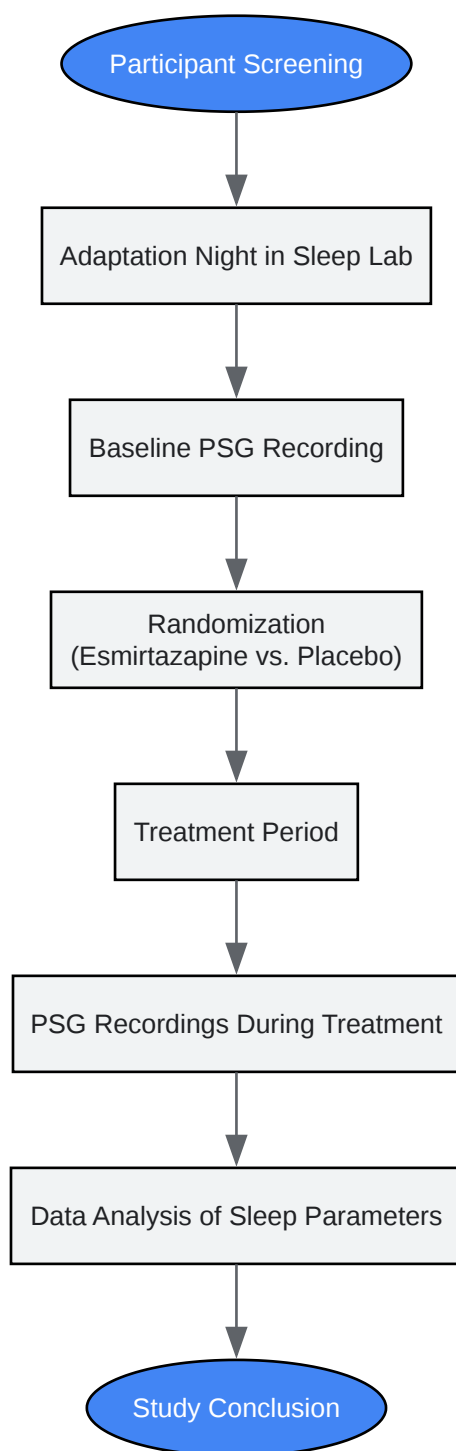 Participant Screening
Adaptation Night in Sleep Lab
Baseline PSG Recording
Randomization
(Esmirtazapine vs. Placebo)
Treatment Period
PSG Recordings During Treatment
Data Analysis of Sleep Parameters
Study Conclusion